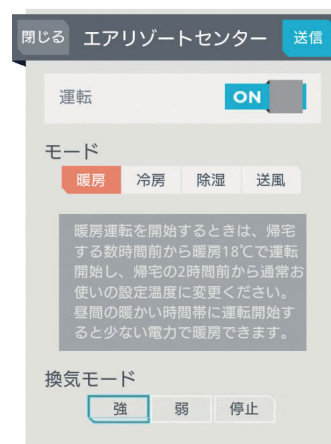 閉じる エアリゾートセンター 送信
運転 ON
モード
暖房 冷房 除湿 送風
暖房運転を開始するときは、帰宅
する数時間前から暖房18℃で運転
開始し、帰宅の2時間前から通常お
使いの設定温度に変更ください。
昼間の暖かい時間帯に運転開始す
ると少ない電力で暖房できます。
換気モード
強 弱 停止